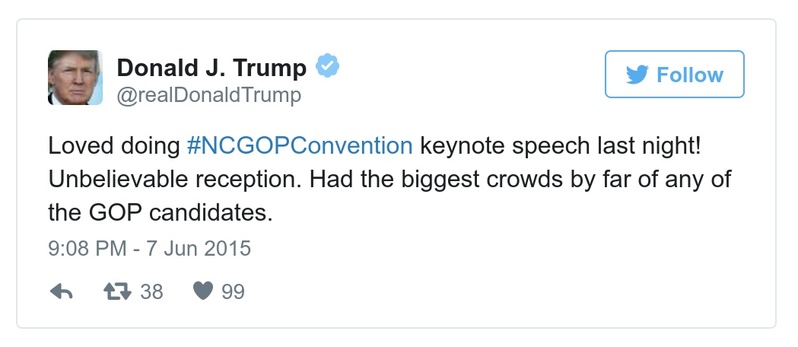 Donald J. Trump
@realDonaldTrump
Follow
Loved doing #NCGOPConvention keynote speech last night!
Unbelievable reception. Had the biggest crowds by far of any of
the GOP candidates.
9:08 PM - 7 Jun 2015
38 99